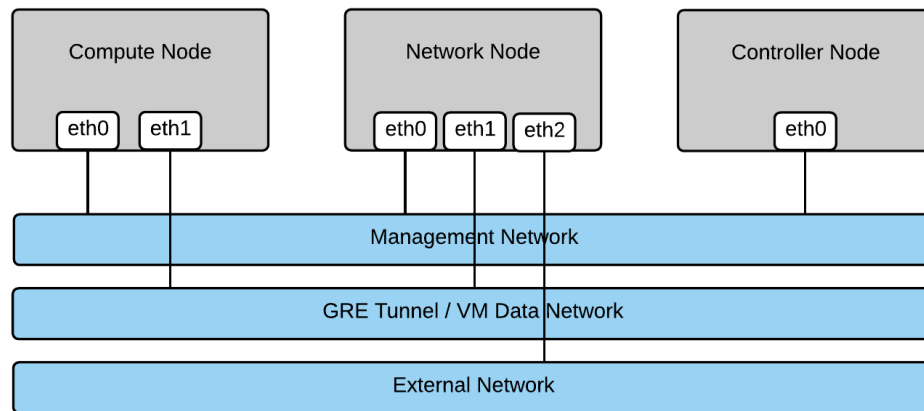 Compute Node
Network Node
Controller Node
eth0
eth1
eth0
eth1
eth2
eth0
Management Network
GRE Tunnel / VM Data Network
External Network